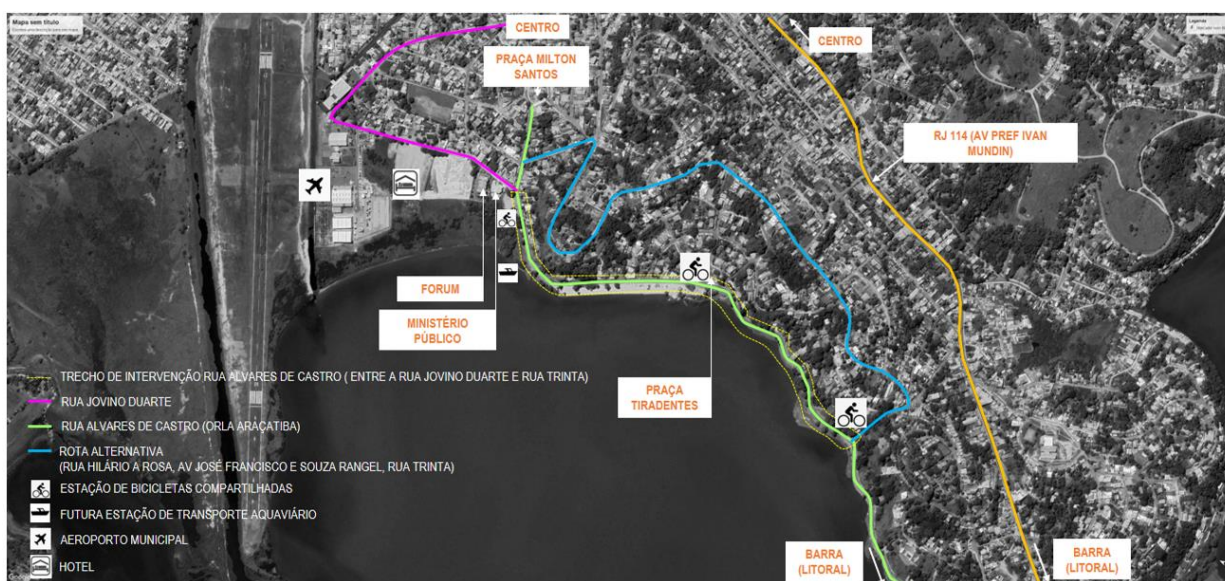 Mapa sem título
Legenda
CENTRO
CENTRO
PRAÇA MILTON
SANTOS
RJ 114 (AV PREF IVAN
MUNDIN)
FORUM
MINISTÉRIO
PÚBLICO
PRAÇA
TIRADENTES
TRECHO DE INTERVENÇÃO RUA ALVARES DE CASTRO ( ENTRE A RUA JOVINO DUARTE E RUA TRINTA)
RUA JOVINO DUARTE
RUA ALVARES DE CASTRO (ORLA ARAÇATIBA)
ROTA ALTERNATIVA
(RUA HILÁRIO A ROSA, AV JOSÉ FRANCISCO E SOUZA RANGEL, RUA TRINTA)
ESTAÇÃO DE BICICLETAS COMPARTILHADAS
FUTURA ESTAÇÃO DE TRANSPORTE AQUAVIÁRIO
AEROPORTO MUNICIPAL
HOTEL
BARRA
(LITORAL)
BARRA
(LITORAL)